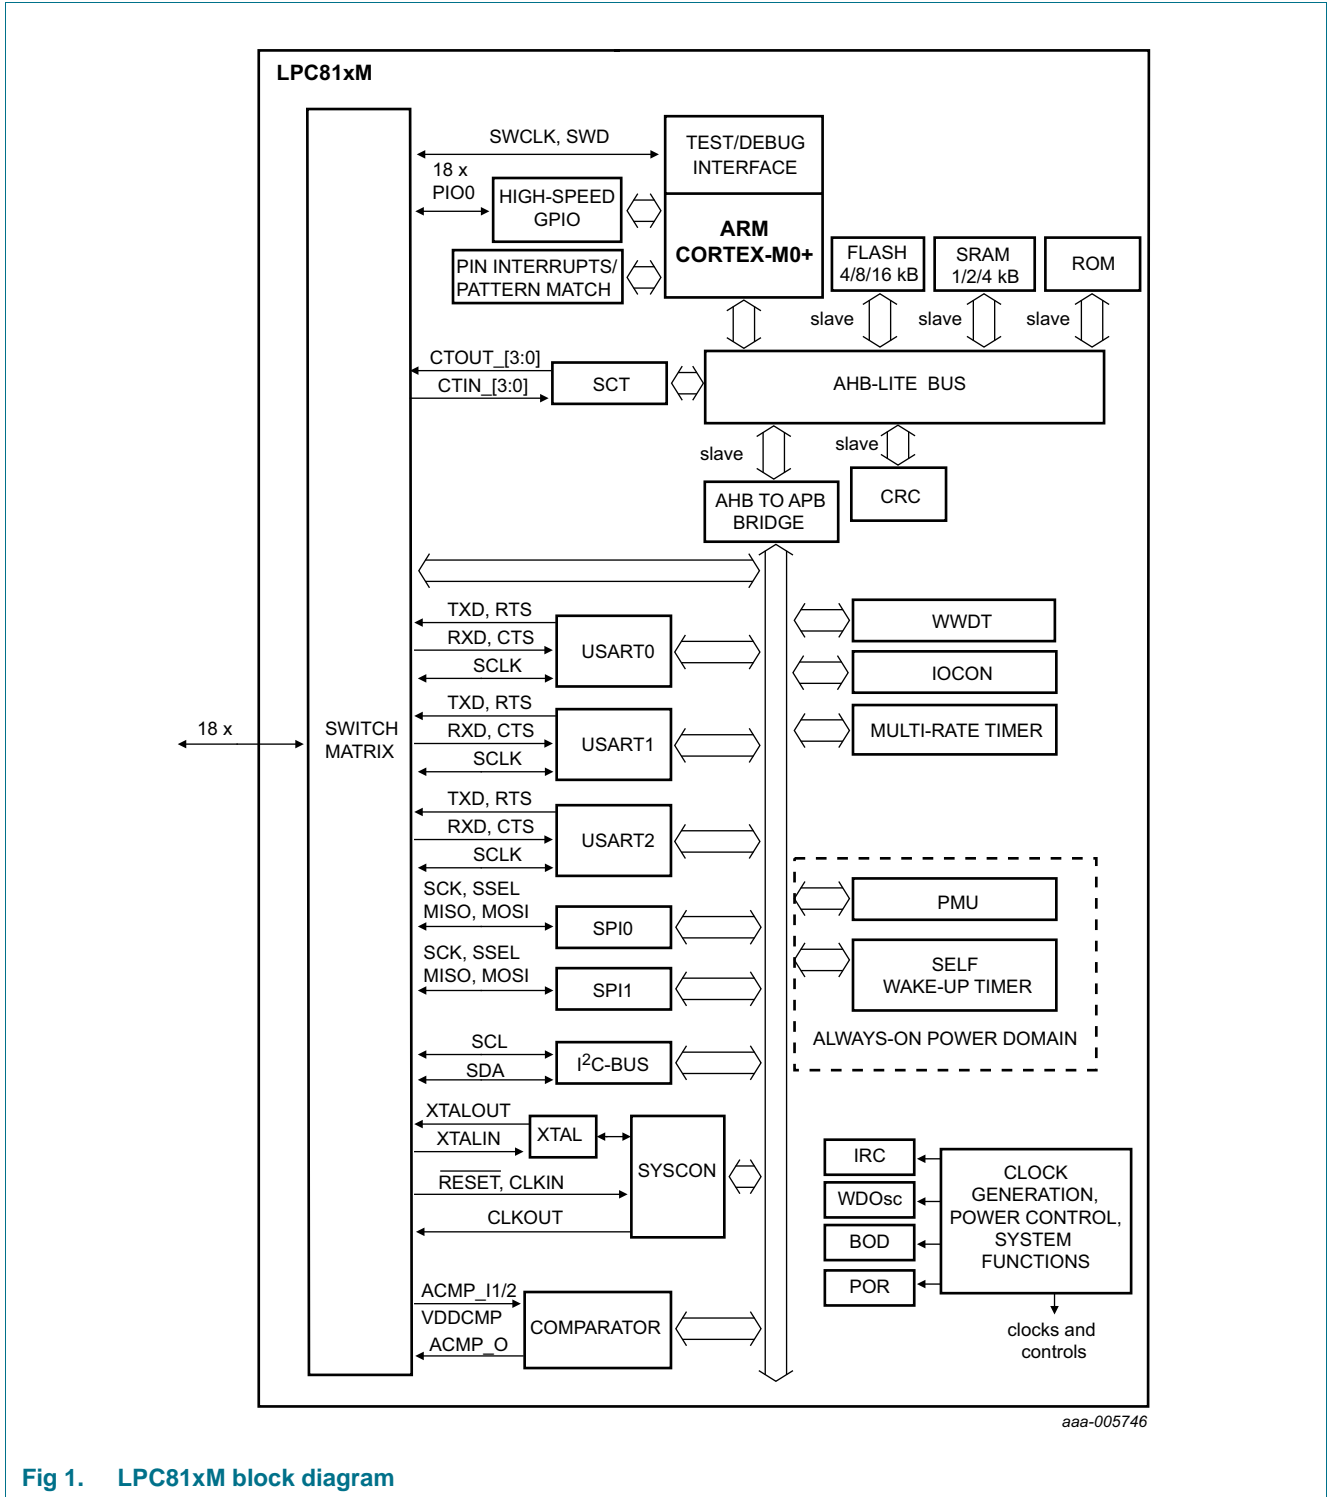 LPC81xM
SWCLK, SWD
TEST/DEBUG
INTERFACE
18 x
PIO0
HIGH-SPEED
GPIO
ARM
CORTEX-M0+
PIN INTERRUPTS/
PATTERN MATCH
FLASH
4/8/16 kB
SRAM
1/2/4 kB
ROM
slave
slave
slave
CTOUT_[3:0]
CTIN_[3:0]
SCT
AHB-LITE BUS
slave
slave
AHB TO APB
BRIDGE
CRC
TXD, RTS
RXD, CTS
SCLK
USART0
WWDT
IOCON
TXD, RTS
RXD, CTS
SCLK
USART1
MULTI-RATE TIMER
18 x
SWITCH
MATRIX
TXD, RTS
RXD, CTS
SCLK
USART2
SCK, SSEL
MISO, MOSI
SPI0
PMU
SCK, SSEL
MISO, MOSI
SPI1
SELF
WAKE-UP TIMER
ALWAYS-ON POWER DOMAIN
SCL
SDA
I²C-BUS
XTALOUT
XTALIN
XTAL
RESET, CLKIN
CLKOUT
SYSCON
IRC
WDOsc
BOD
POR
CLOCK
GENERATION,
POWER CONTROL,
SYSTEM
FUNCTIONS
clocks and
controls
ACMP_I1/2
VDDCMP
ACMP_O
COMPARATOR
aaa-005746
Fig 1. LPC81xM block diagram